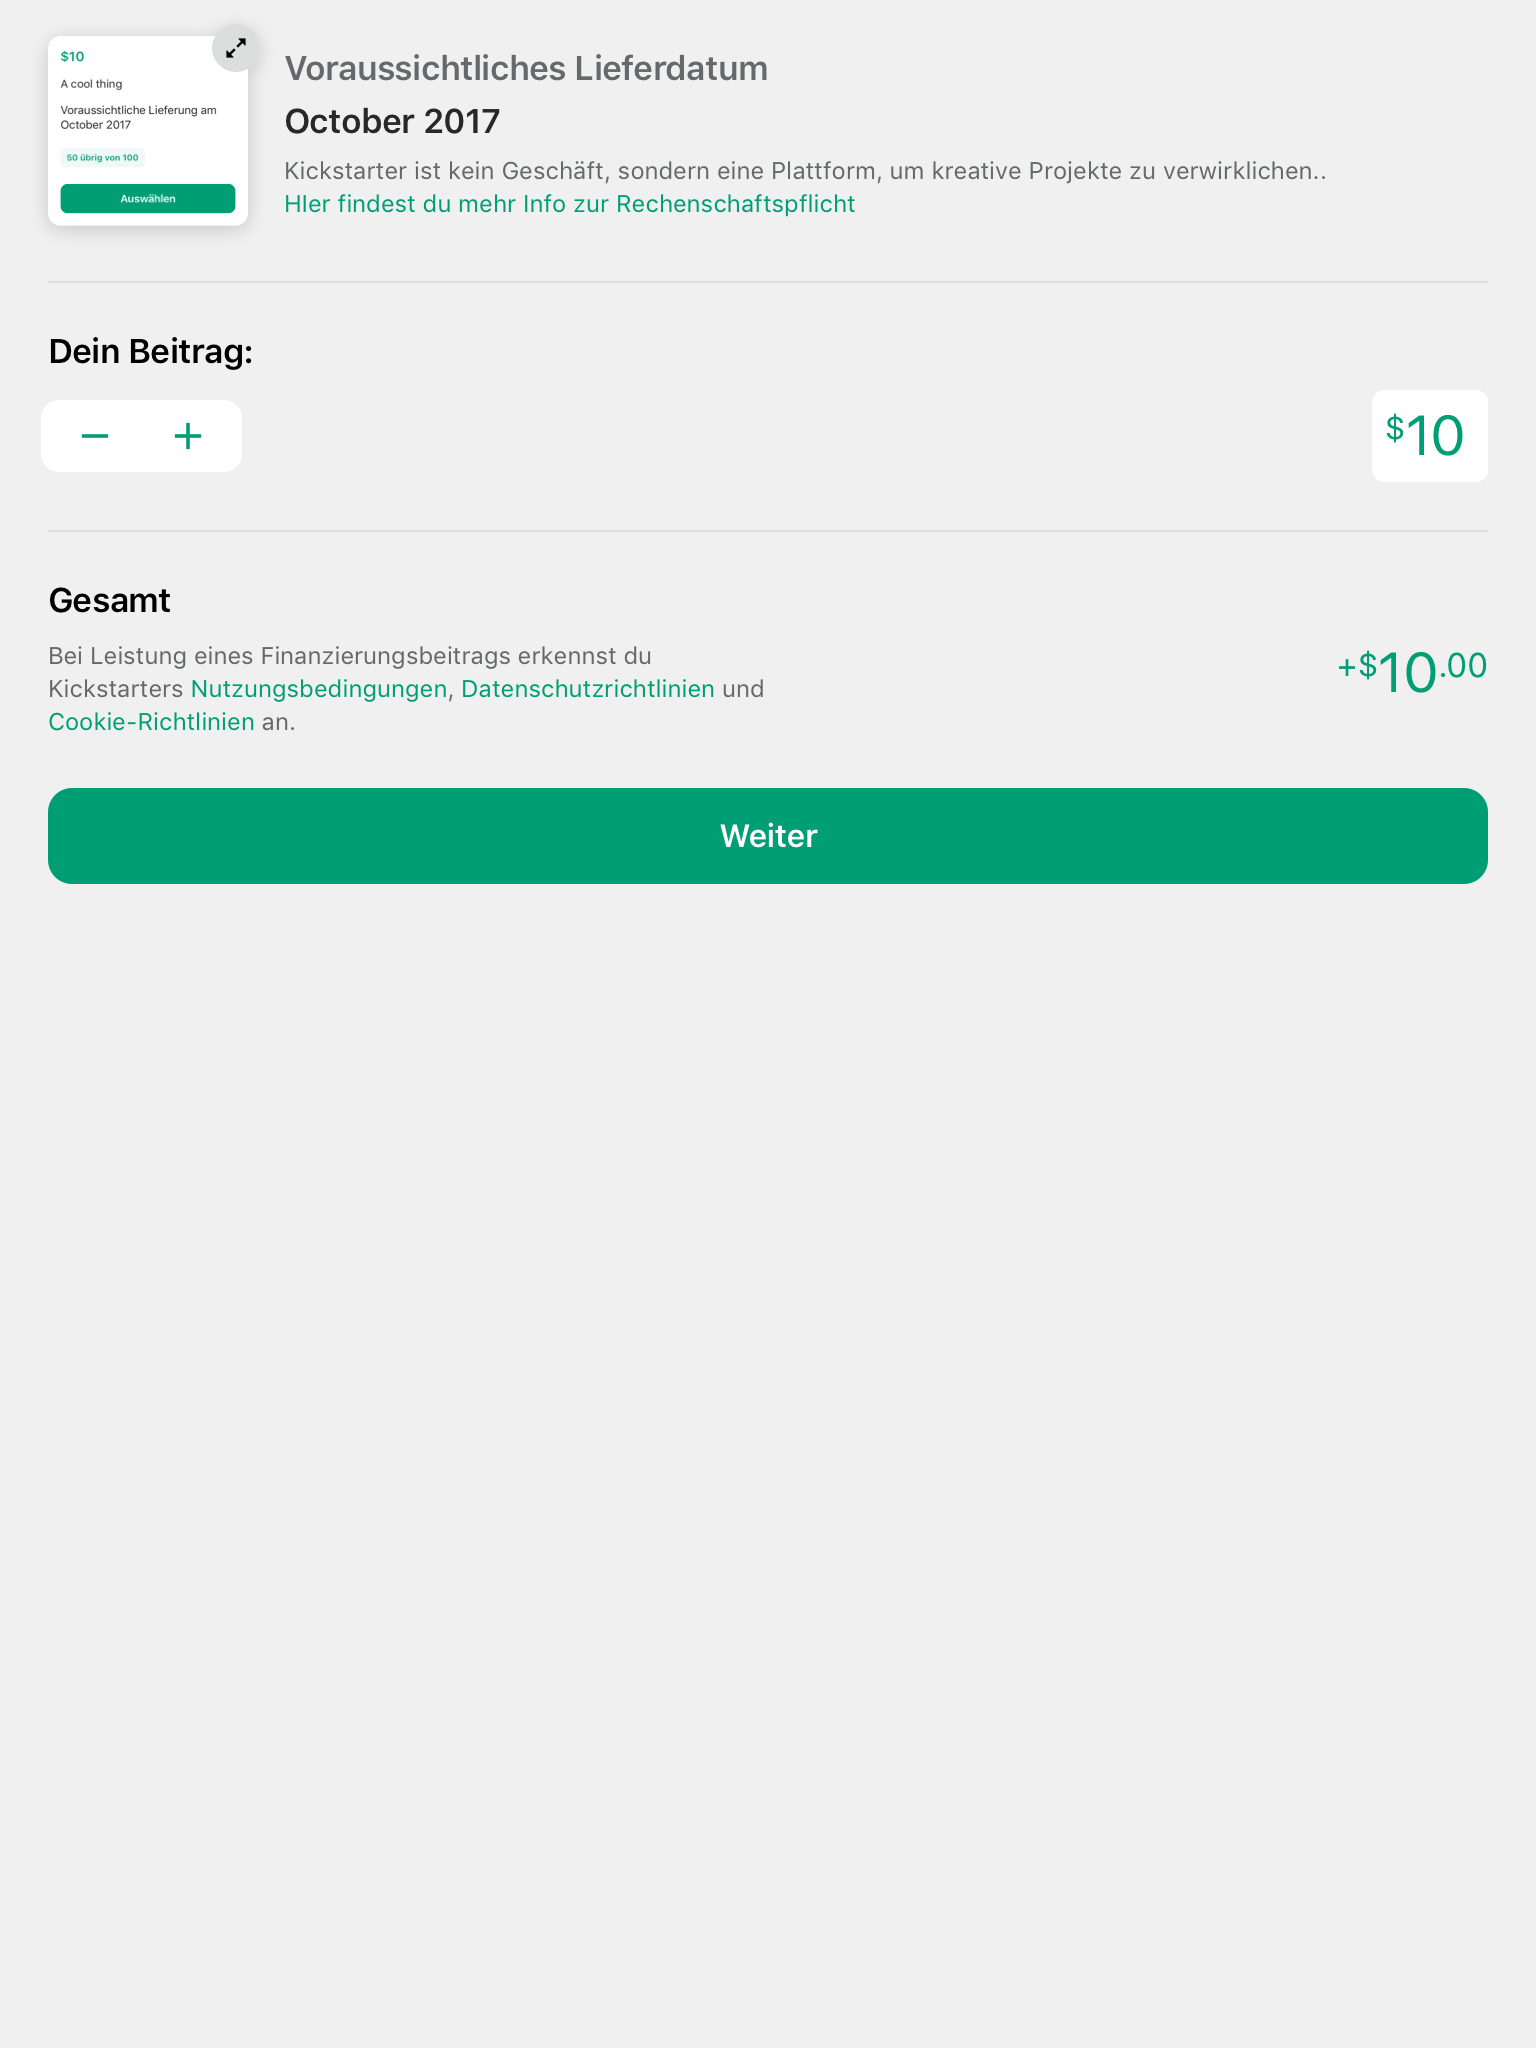 $10
A cool thing
Voraussichtliche Lieferung am
October 2017
50 übrig von 100
Auswählen
Voraussichtliches Lieferdatum
October 2017
Kickstarter ist kein Geschäft, sondern eine Plattform, um kreative Projekte zu verwirklichen..
HIer findest du mehr Info zur Rechenschaftspflicht
Dein Beitrag:
$10
Gesamt
Bei Leistung eines Finanzierungsbeitrags erkennst du
Kickstarters Nutzungsbedingungen, Datenschutzrichtlinien und
Cookie-Richtlinien an.
+$10.00
Weiter